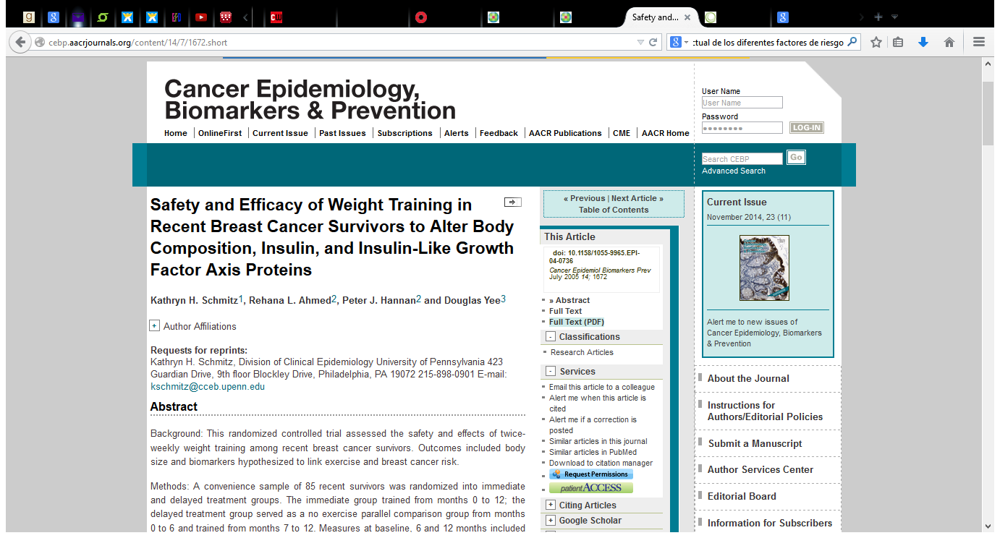 Safety and...
cebp.aacrjournals.org/content/14/7/1672.short
:tual de los diferentes factores de riesgo
Cancer Epidemiology,
Biomarkers & Prevention
Home
OnlineFirst
Current Issue
Past Issues
Subscriptions
Alerts
Feedback
AACR Publications
CME
AACR Home
User Name
User Name
Password
LOG-IN
Search CEBP
Go
Advanced Search
Safety and Efficacy of Weight Training in
Recent Breast Cancer Survivors to Alter Body
Composition, Insulin, and Insulin-Like Growth
Factor Axis Proteins
Kathryn H. Schmitz1, Rehana L. Ahmed2, Peter J. Hannan2 and Douglas Yee3
+ Author Affiliations
Requests for reprints:
Kathryn H. Schmitz, Division of Clinical Epidemiology University of Pennsylvania 423
Guardian Drive, 9th floor Blockley Drive, Philadelphia, PA 19072 215-898-0901 E-mail:
kschmitz@cceb.upenn.edu
Abstract
Background: This randomized controlled trial assessed the safety and effects of twice-
weekly weight training among recent breast cancer survivors. Outcomes included body
size and biomarkers hypothesized to link exercise and breast cancer risk.
Methods: A convenience sample of 85 recent survivors was randomized into immediate
and delayed treatment groups. The immediate group trained from months 0 to 12; the
delayed treatment group served as a no exercise parallel comparison group from months
0 to 6 and trained from months 7 to 12. Measures at baseline, 6 and 12 months included
« Previous | Next Article »
Table of Contents
This Article
doi: 10.1158/1055-9965.EPI-
04-0736
Cancer Epidemiol Biomarkers Prev
July 2005 14; 1672
» Abstract
Full Text
Full Text (PDF)
- Classifications
Research Articles
- Services
Email this article to a colleague
Alert me when this article is
cited
Alert me if a correction is
posted
Similar articles in this journal
Similar articles in PubMed
Download to citation manager
Request Permissions
patientACCESS
+ Citing Articles
+ Google Scholar
Current Issue
November 2014, 23 (11)
Alert me to new issues of
Cancer Epidemiology, Biomarkers
& Prevention
About the Journal
Instructions for
Authors/Editorial Policies
Submit a Manuscript
Author Services Center
Editorial Board
Information for Subscribers